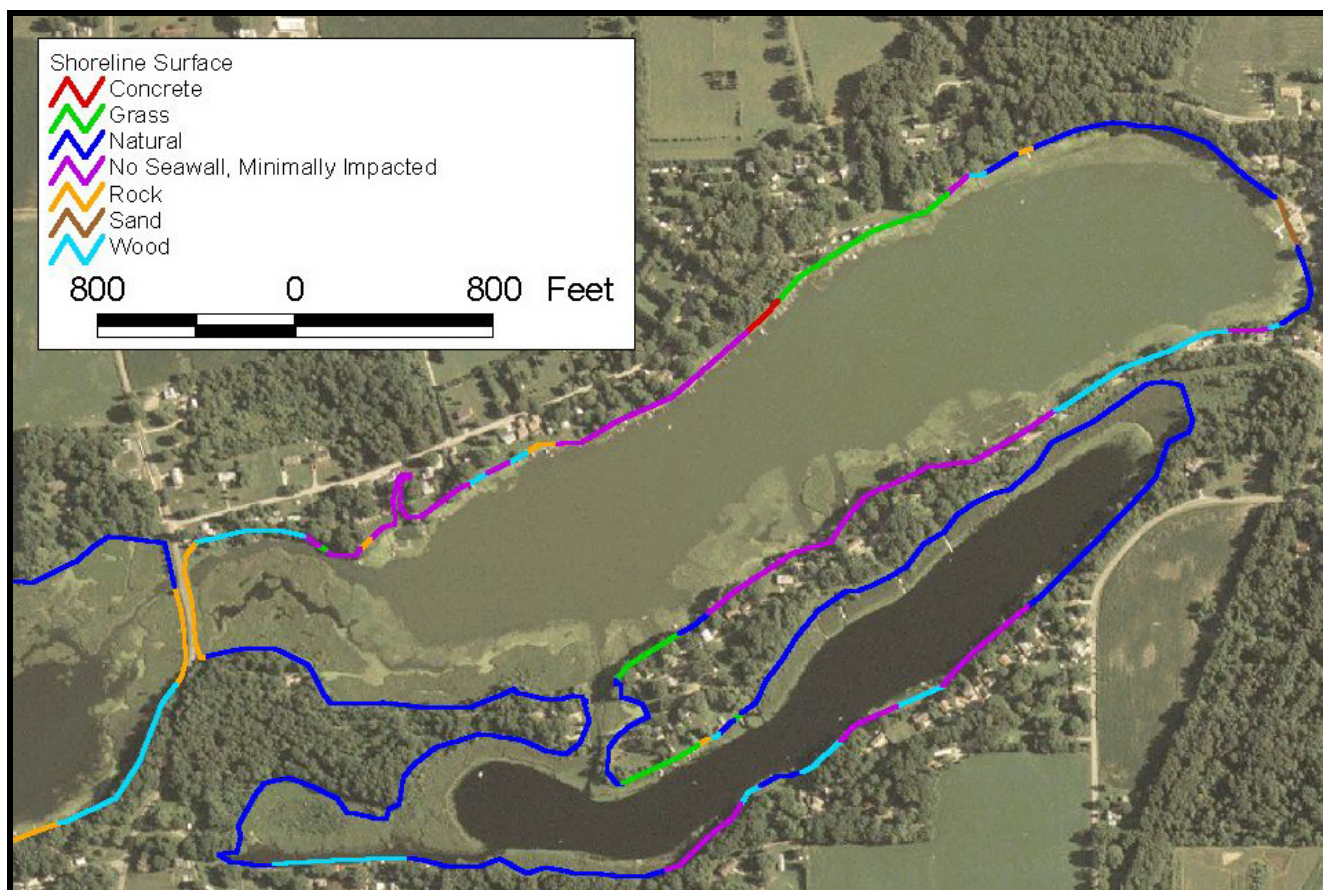 Shoreline Surface
Concrete
Grass
Natural
No Seawall, Minimally Impacted
Rock
Sand
Wood
800 0 800 Feet